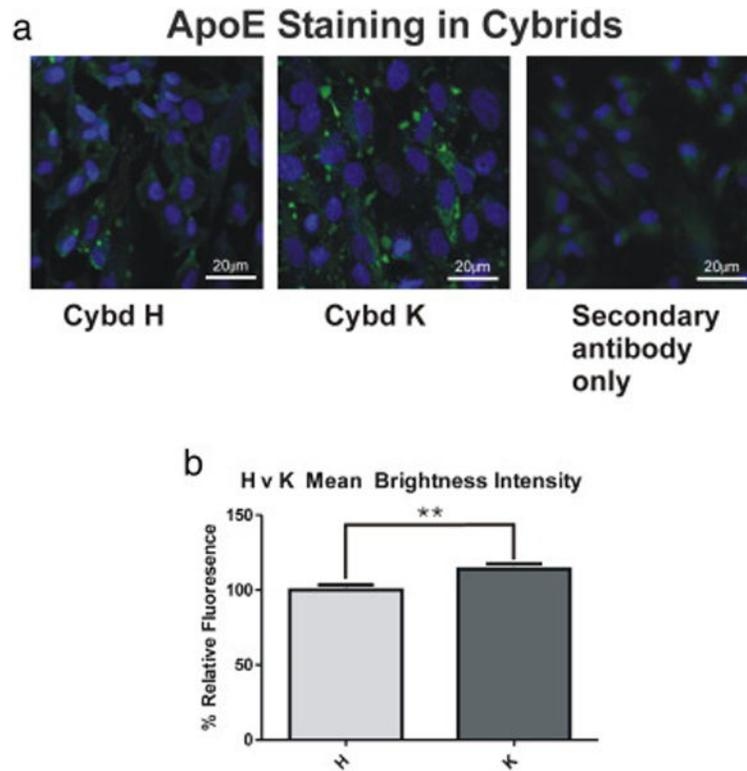 a
ApoE Staining in Cybrids
20µm
20µm
20µm
Cybd H
Cybd K
Secondary
antibody
only
b
H v K Mean Brightness Intensity
**
% Relative Fluoresence
150
100
50
0
H
K